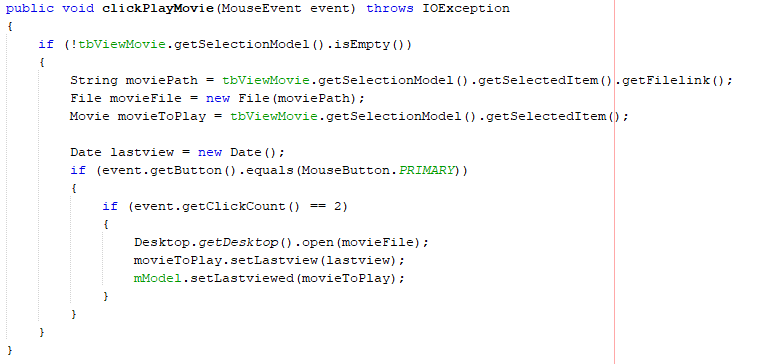 public void clickPlayMovie(MouseEvent event) throws IOException
{
if (!tbViewMovie.getSelectionModel().isEmpty())
{
String moviePath = tbViewMovie.getSelectionModel().getSelectedItem().getFilelink();
File movieFile = new File(moviePath);
Movie movieToPlay = tbViewMovie.getSelectionModel().getSelectedItem();
Date lastview = new Date();
if (event.getButton().equals(MouseButton.PRIMARY))
{
if (event.getClickCount() == 2)
{
Desktop.getDesktop().open(movieFile);
movieToPlay.setLastview(lastview);
mModel.setLastviewed(movieToPlay);
}
}
}
}